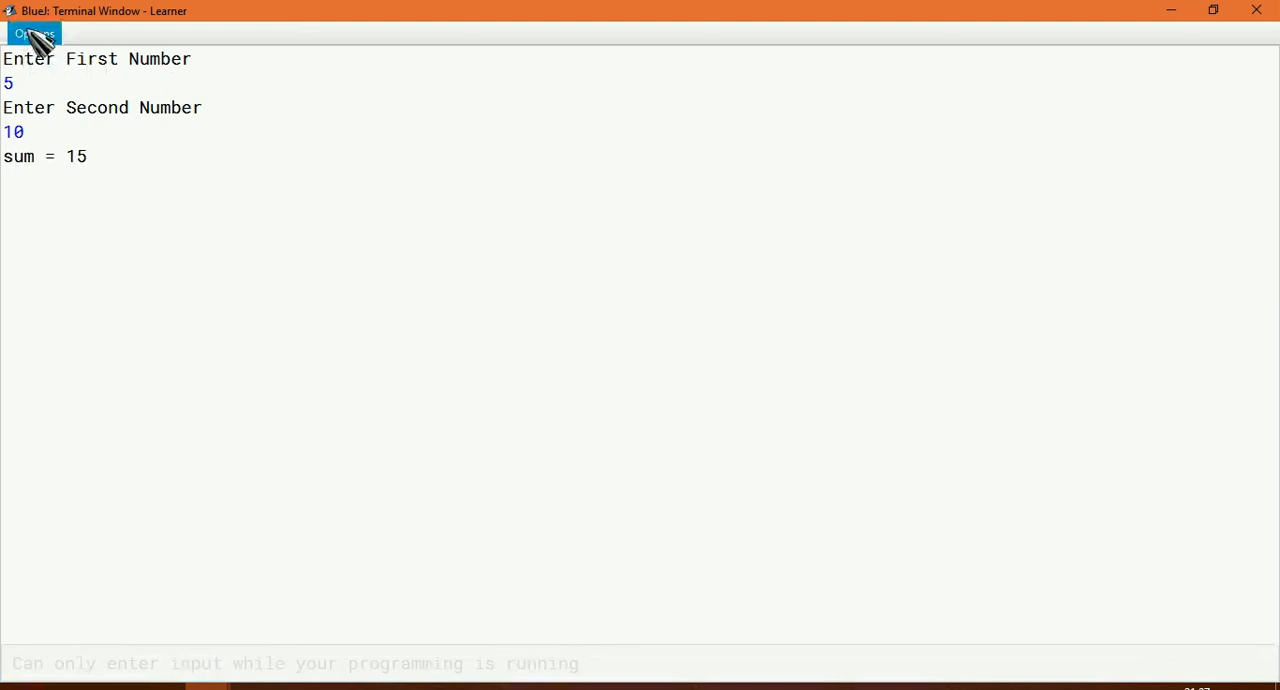 BlueJ: Terminal Window - Learner
Enter First Number
5
Enter Second Number
10
sum = 15
Can only enter input while your programming is running